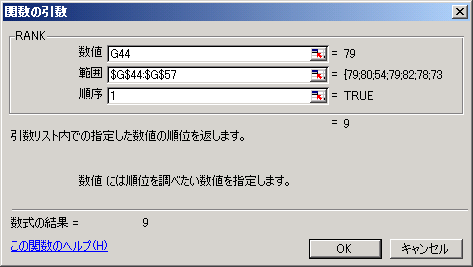 関数の引数
RANK
数値 G44 = 79
範囲 $G$44:$G$57 = {79;80;54;79;82;78;73
順序 1 = TRUE
= 9
引数リスト内での指定した数値の順位を返します。
数値 には順位を調べたい数値を指定します。
数式の結果 = 9
この関数のヘルプ(H) OK キャンセル